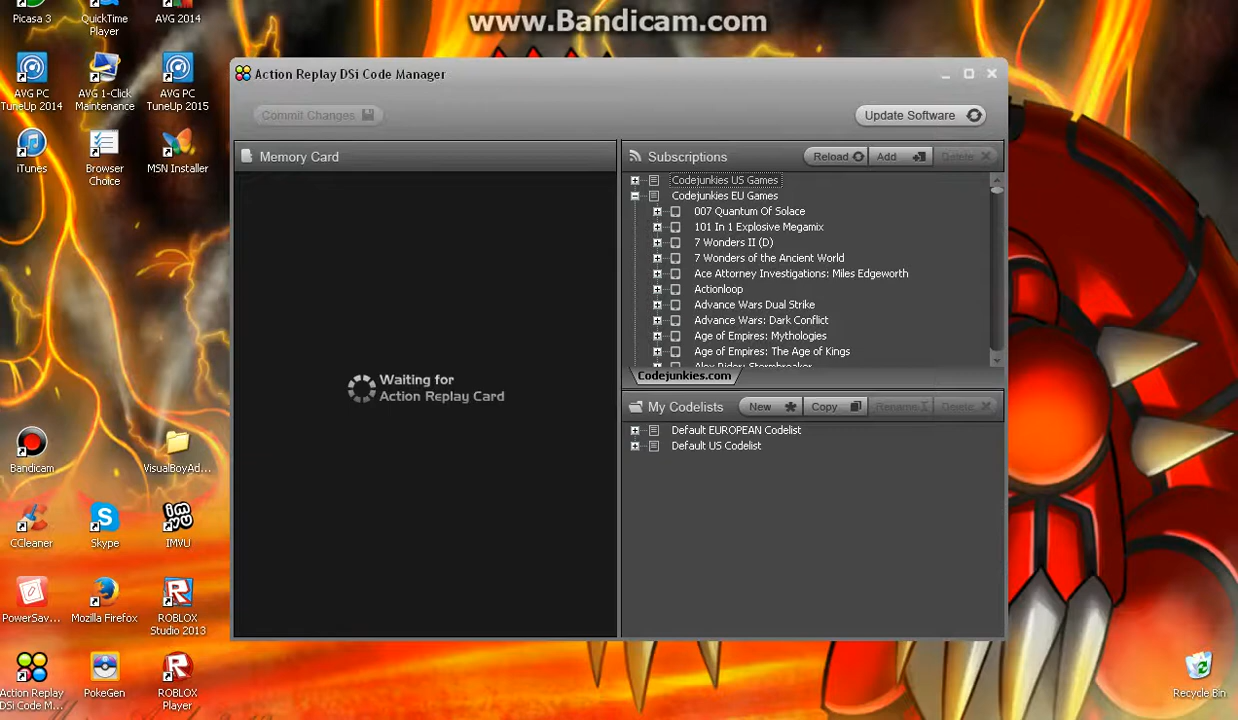 www.Bandicam.com
Picasa 3
QuickTime
Player
AVG 2014
AVG PC
TuneUp 2014
AVG 1-Click
Maintenance
AVG PC
TuneUp 2015
iTunes
Browser
Choice
MSN Installer
Bandicam
VisualBoyAd...
CCleaner
Skype
IMVU
PowerSav...
Mozilla Firefox
ROBLOX
Studio 2013
Action Replay
DSi Code M...
PokeGen
ROBLOX
Player
Action Replay DSi Code Manager
Commit Changes
Update Software
Memory Card
Waiting for
Action Replay Card
Subscriptions
Reload
Add
Delete
Codejunkies US Games
Codejunkies EU Games
007 Quantum Of Solace
101 In 1 Explosive Megamix
7 Wonders II (D)
7 Wonders of the Ancient World
Ace Attorney Investigations: Miles Edgeworth
Actionloop
Advance Wars Dual Strike
Advance Wars: Dark Conflict
Age of Empires: Mythologies
Age of Empires: The Age of Kings
Alex Rider: Stormbreaker
Codejunkies.com
My Codelists
New
Copy
Rename
Delete
Default EUROPEAN Codelist
Default US Codelist
Recycle Bin